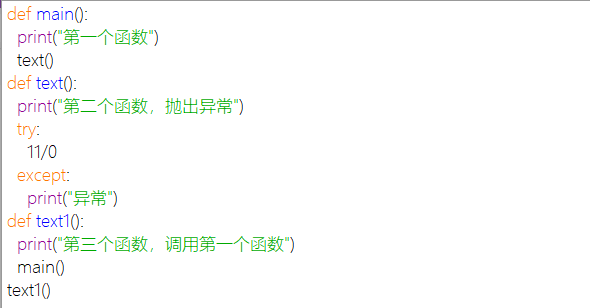 def main():
  print("第一个函数")
  text()
def text():
  print("第二个函数，抛出异常")
  try:
    11/0
  except:
    print("异常")
def text1():
  print("第三个函数，调用第一个函数")
  main()
text1()